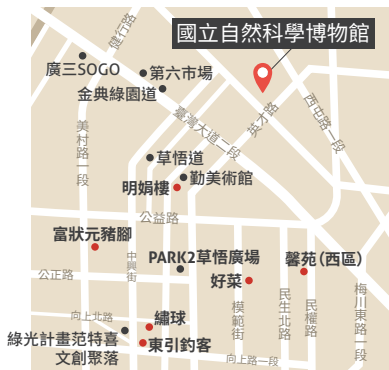 國立自然科學博物館
健行路
廣三SOGO
第六市場
金典綠園道
臺灣大道二段
英才路
西屯路一段
美村路一段
草悟道
勤美術館
明娟樓
公益路
富狀元豬腳
中興街
PARK2草悟廣場
馨苑(西區)
公正路
好菜
模範街
民生北路
民權路
梅川東路一段
向上北路
繡球
綠光計畫范特喜
文創聚落
東引釣客
向上路一段